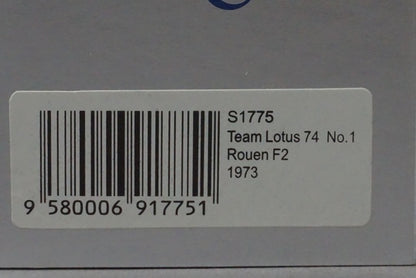 S1775
Team Lotus 74 No.1
Rouen F2
1973
9 580006 917751